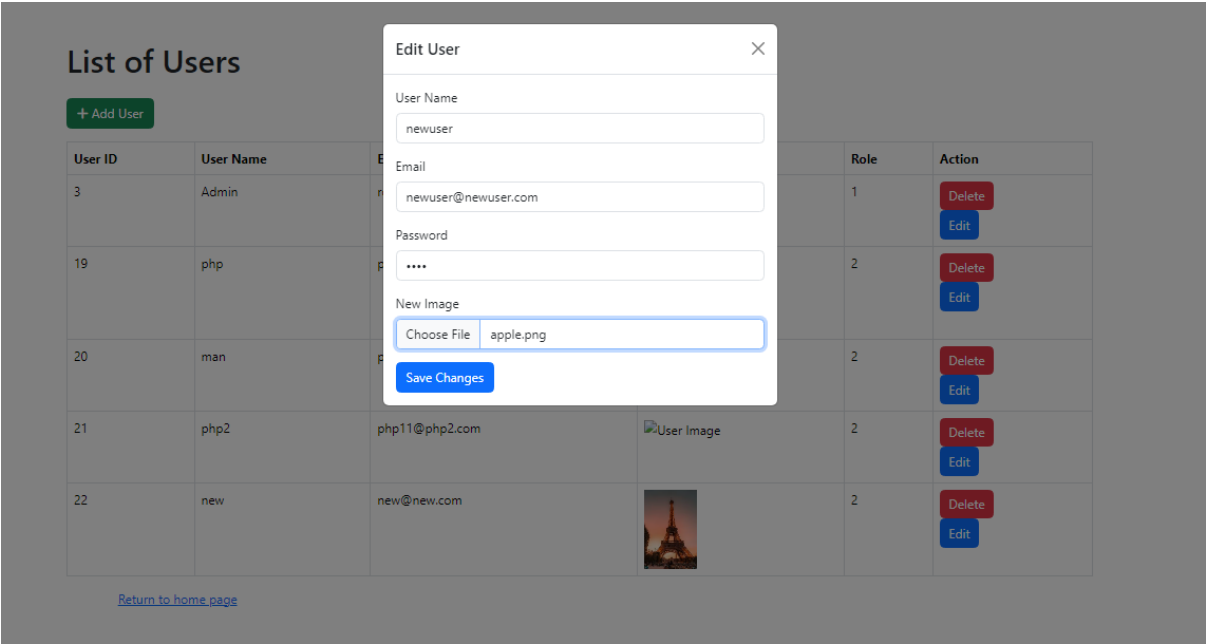 Edit User
List of Users
User Name
+ Add User
newuser
User ID User Name Role Action
Email
3 Admin 1 Delete
newuser@newuser.com
Edit
Password
19 php 2 Delete
••••
Edit
New Image
Choose File apple.png
20 man 2 Delete
Save Changes
Edit
21 php2 php11@php2.com User Image 2 Delete
Edit
22 new new@new.com 2 Delete
Edit
Return to home page